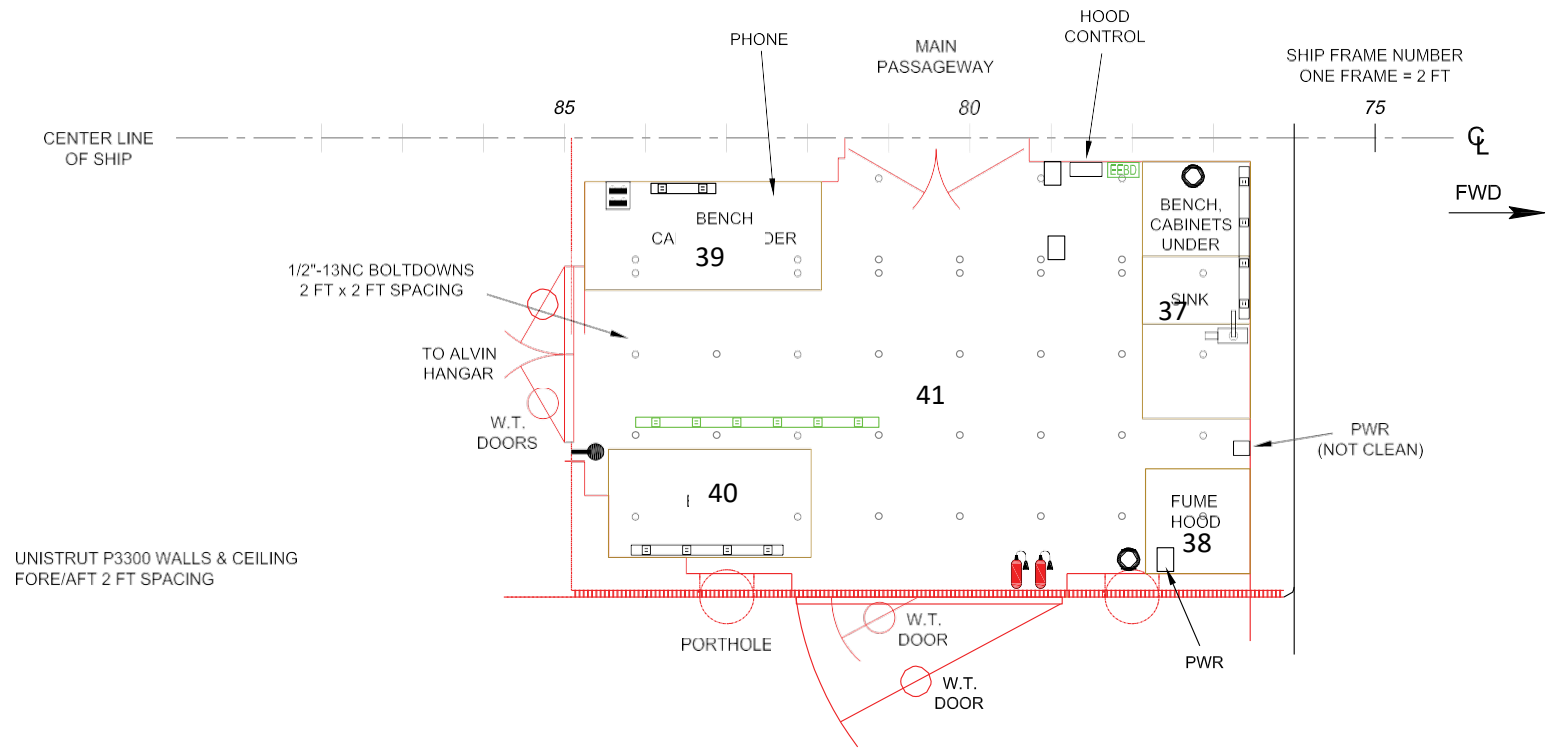 HOOD
CONTROL
PHONE
MAIN
PASSAGEWAY
SHIP FRAME NUMBER
ONE FRAME = 2 FT
85
80
75
CENTER LINE
OF SHIP
CL
FWD
EEBD
BENCH
39
BENCH,
CABINETS
UNDER
1/2"-13NC BOLTDOWNS
2 FT x 2 FT SPACING
SINK
37
TO ALVIN
HANGAR
41
W.T.
DOORS
PWR
(NOT CLEAN)
40
FUME
HOOD
38
UNISTRUT P3300 WALLS & CEILING
FORE/AFT 2 FT SPACING
PORTHOLE
W.T.
DOOR
PWR
W.T.
DOOR